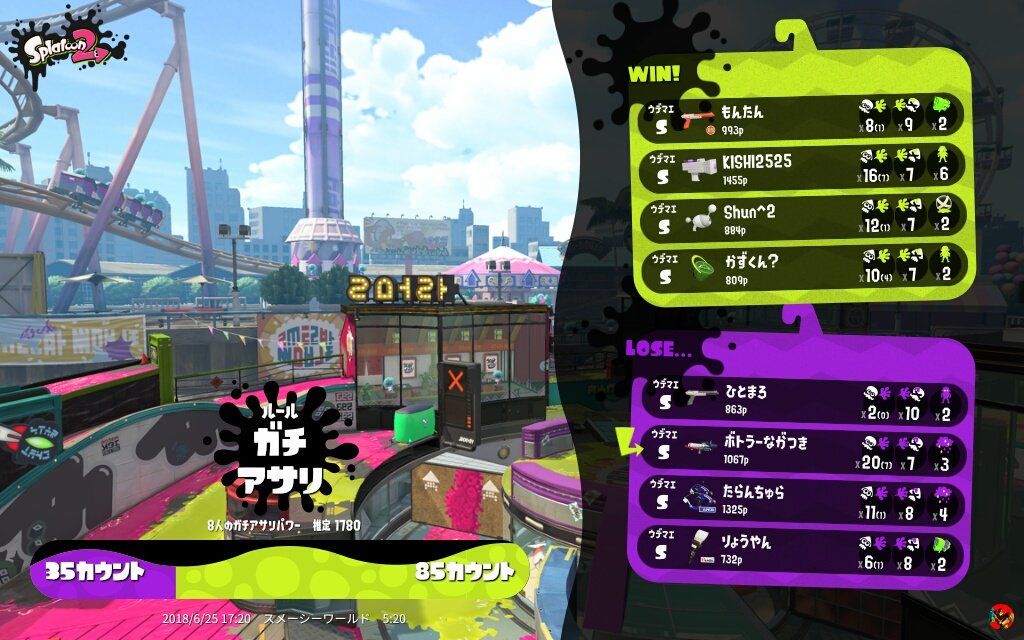 Splatoon 2
WIN!
ウデマエ
S
もんたん
993p
x8(1) x9 x2
ウデマエ
S
KISHI2525
1455p
x16(7) x7 x6
ウデマエ
S
Shun^2
884p
x12(1) x7 x2
ウデマエ
S
かずくん?
809p
x10(4) x7 x2
LOSE...
ウデマエ
S
ひとまろ
863p
x2(0) x10 x2
ウデマエ
S
ボトラーながつき
1067p
x20(7) x7 x3
ウデマエ
S
たらんちゅら
1325p
x11(1) x8 x4
ウデマエ
S
りょうやん
732p
x6(1) x8 x2
ルール
ガチ
アサリ
8人のガチアサリパワー 推定 1780
35カウント
85カウント
2018/6/25 17:20 スメーシーワールド 5:20